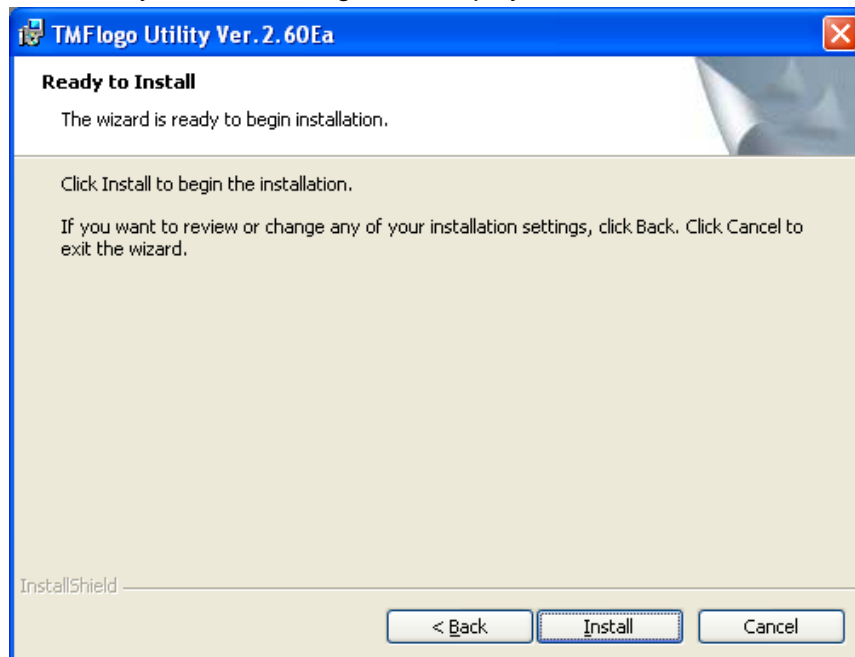 TMFlogo Utility Ver.2.60Ea
Ready to Install
The wizard is ready to begin installation.
Click Install to begin the installation.
If you want to review or change any of your installation settings, click Back. Click Cancel to
exit the wizard.
InstallShield
< Back Install Cancel